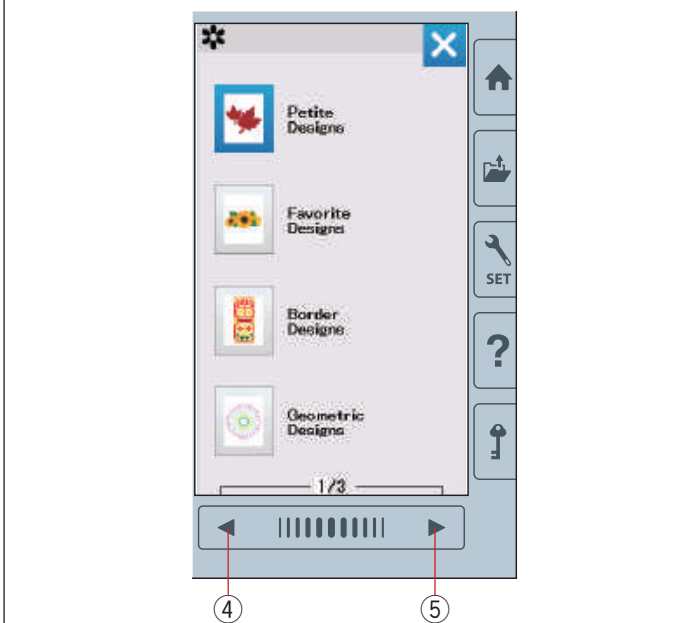 Petite
Designs
Favorite
Designs
Border
Designs
Geometric
Designs
1/3
SET
?
④
⑤